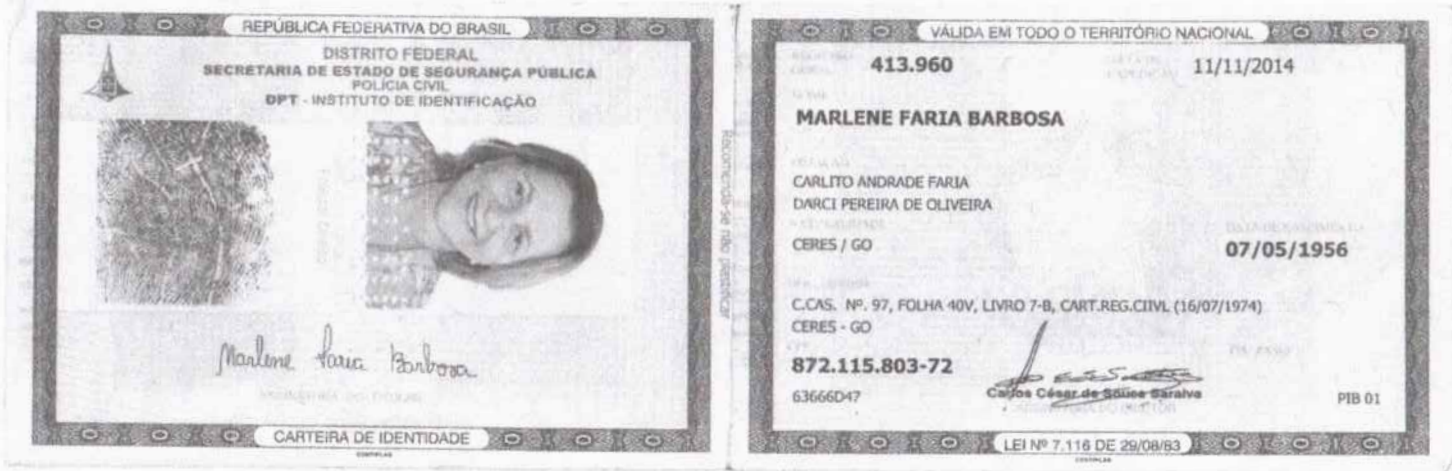 REPÚBLICA FEDERATIVA DO BRASIL
DISTRITO FEDERAL
SECRETARIA DE ESTADO DE SEGURANÇA PÚBLICA
POLÍCIA CIVIL
DPT - INSTITUTO DE IDENTIFICAÇÃO
Marlene Faria Barbosa
CARTEIRA DE IDENTIDADE
Recomenda-se não plastificar
VÁLIDA EM TODO O TERRITÓRIO NACIONAL
413.960 11/11/2014
MARLENE FARIA BARBOSA
CARLITO ANDRADE FARIA
DARCI PEREIRA DE OLIVEIRA
CERES / GO 07/05/1956
C.CAS. Nº. 97, FOLHA 40V, LIVRO 7-B, CART.REG.CIIVL (16/07/1974)
CERES - GO
872.115.803-72
63666D47 Carlos César de Souza Saraiva PIB 01
LEI Nº 7.116 DE 29/08/83